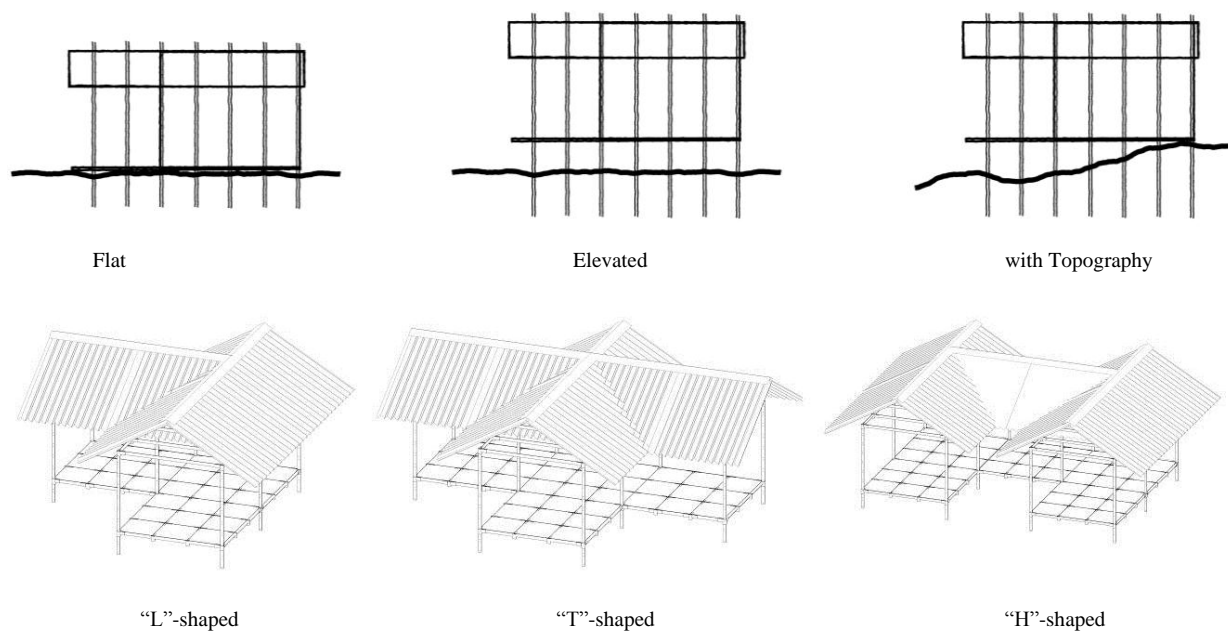 Flat
Elevated
with Topography
“L”-shaped
“T”-shaped
“H”-shaped